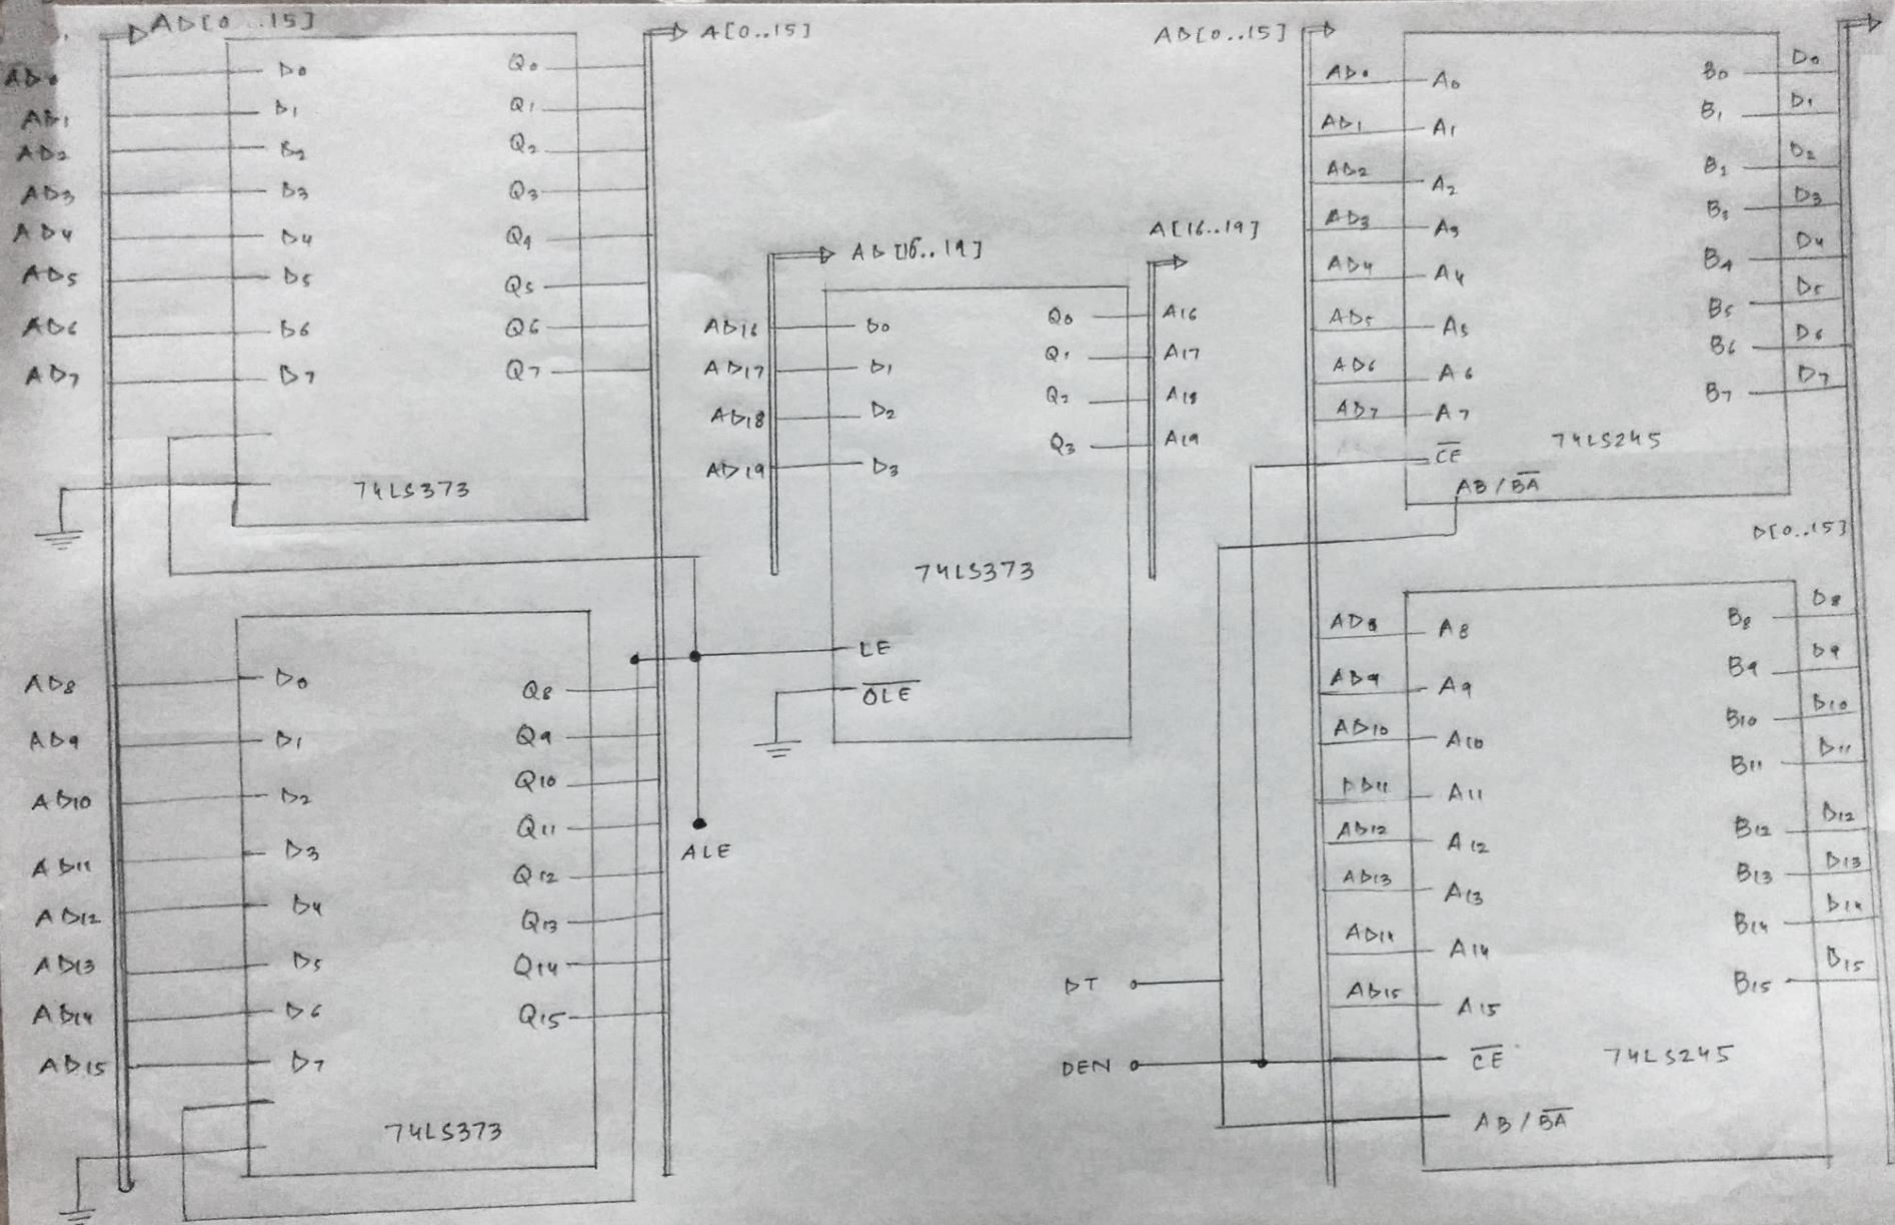 AD[0..15]
AD0
AD1
AD2
AD3
AD4
AD5
AD6
AD7
D0
D1
D2
D3
D4
D5
D6
D7
Q0
Q1
Q2
Q3
Q4
Q5
Q6
Q7
74LS373
A[0..15]
AD8
AD9
AD10
AD11
AD12
AD13
AD14
AD15
D0
D1
D2
D3
D4
D5
D6
D7
Q8
Q9
Q10
Q11
Q12
Q13
Q14
Q15
74LS373
AD[16..19]
A[16..19]
AD16
AD17
AD18
AD19
D0
D1
D2
D3
Q0
Q1
Q2
Q3
A16
A17
A18
A19
74LS373
LE
OLE
ALE
AD[0..15]
AD0
AD1
AD2
AD3
AD4
AD5
AD6
AD7
A0
A1
A2
A3
A4
A5
A6
A7
CE
AB/BA
74LS245
B0
B1
B2
B3
B4
B5
B6
B7
D0
D1
D2
D3
D4
D5
D6
D7
D[0..15]
AD8
AD9
AD10
AD11
AD12
AD13
AD14
AD15
A8
A9
A10
A11
A12
A13
A14
A15
CE
AB/BA
74LS245
B8
B9
B10
B11
B12
B13
B14
B15
D8
D9
D10
D11
D12
D13
D14
D15
DT
DEN